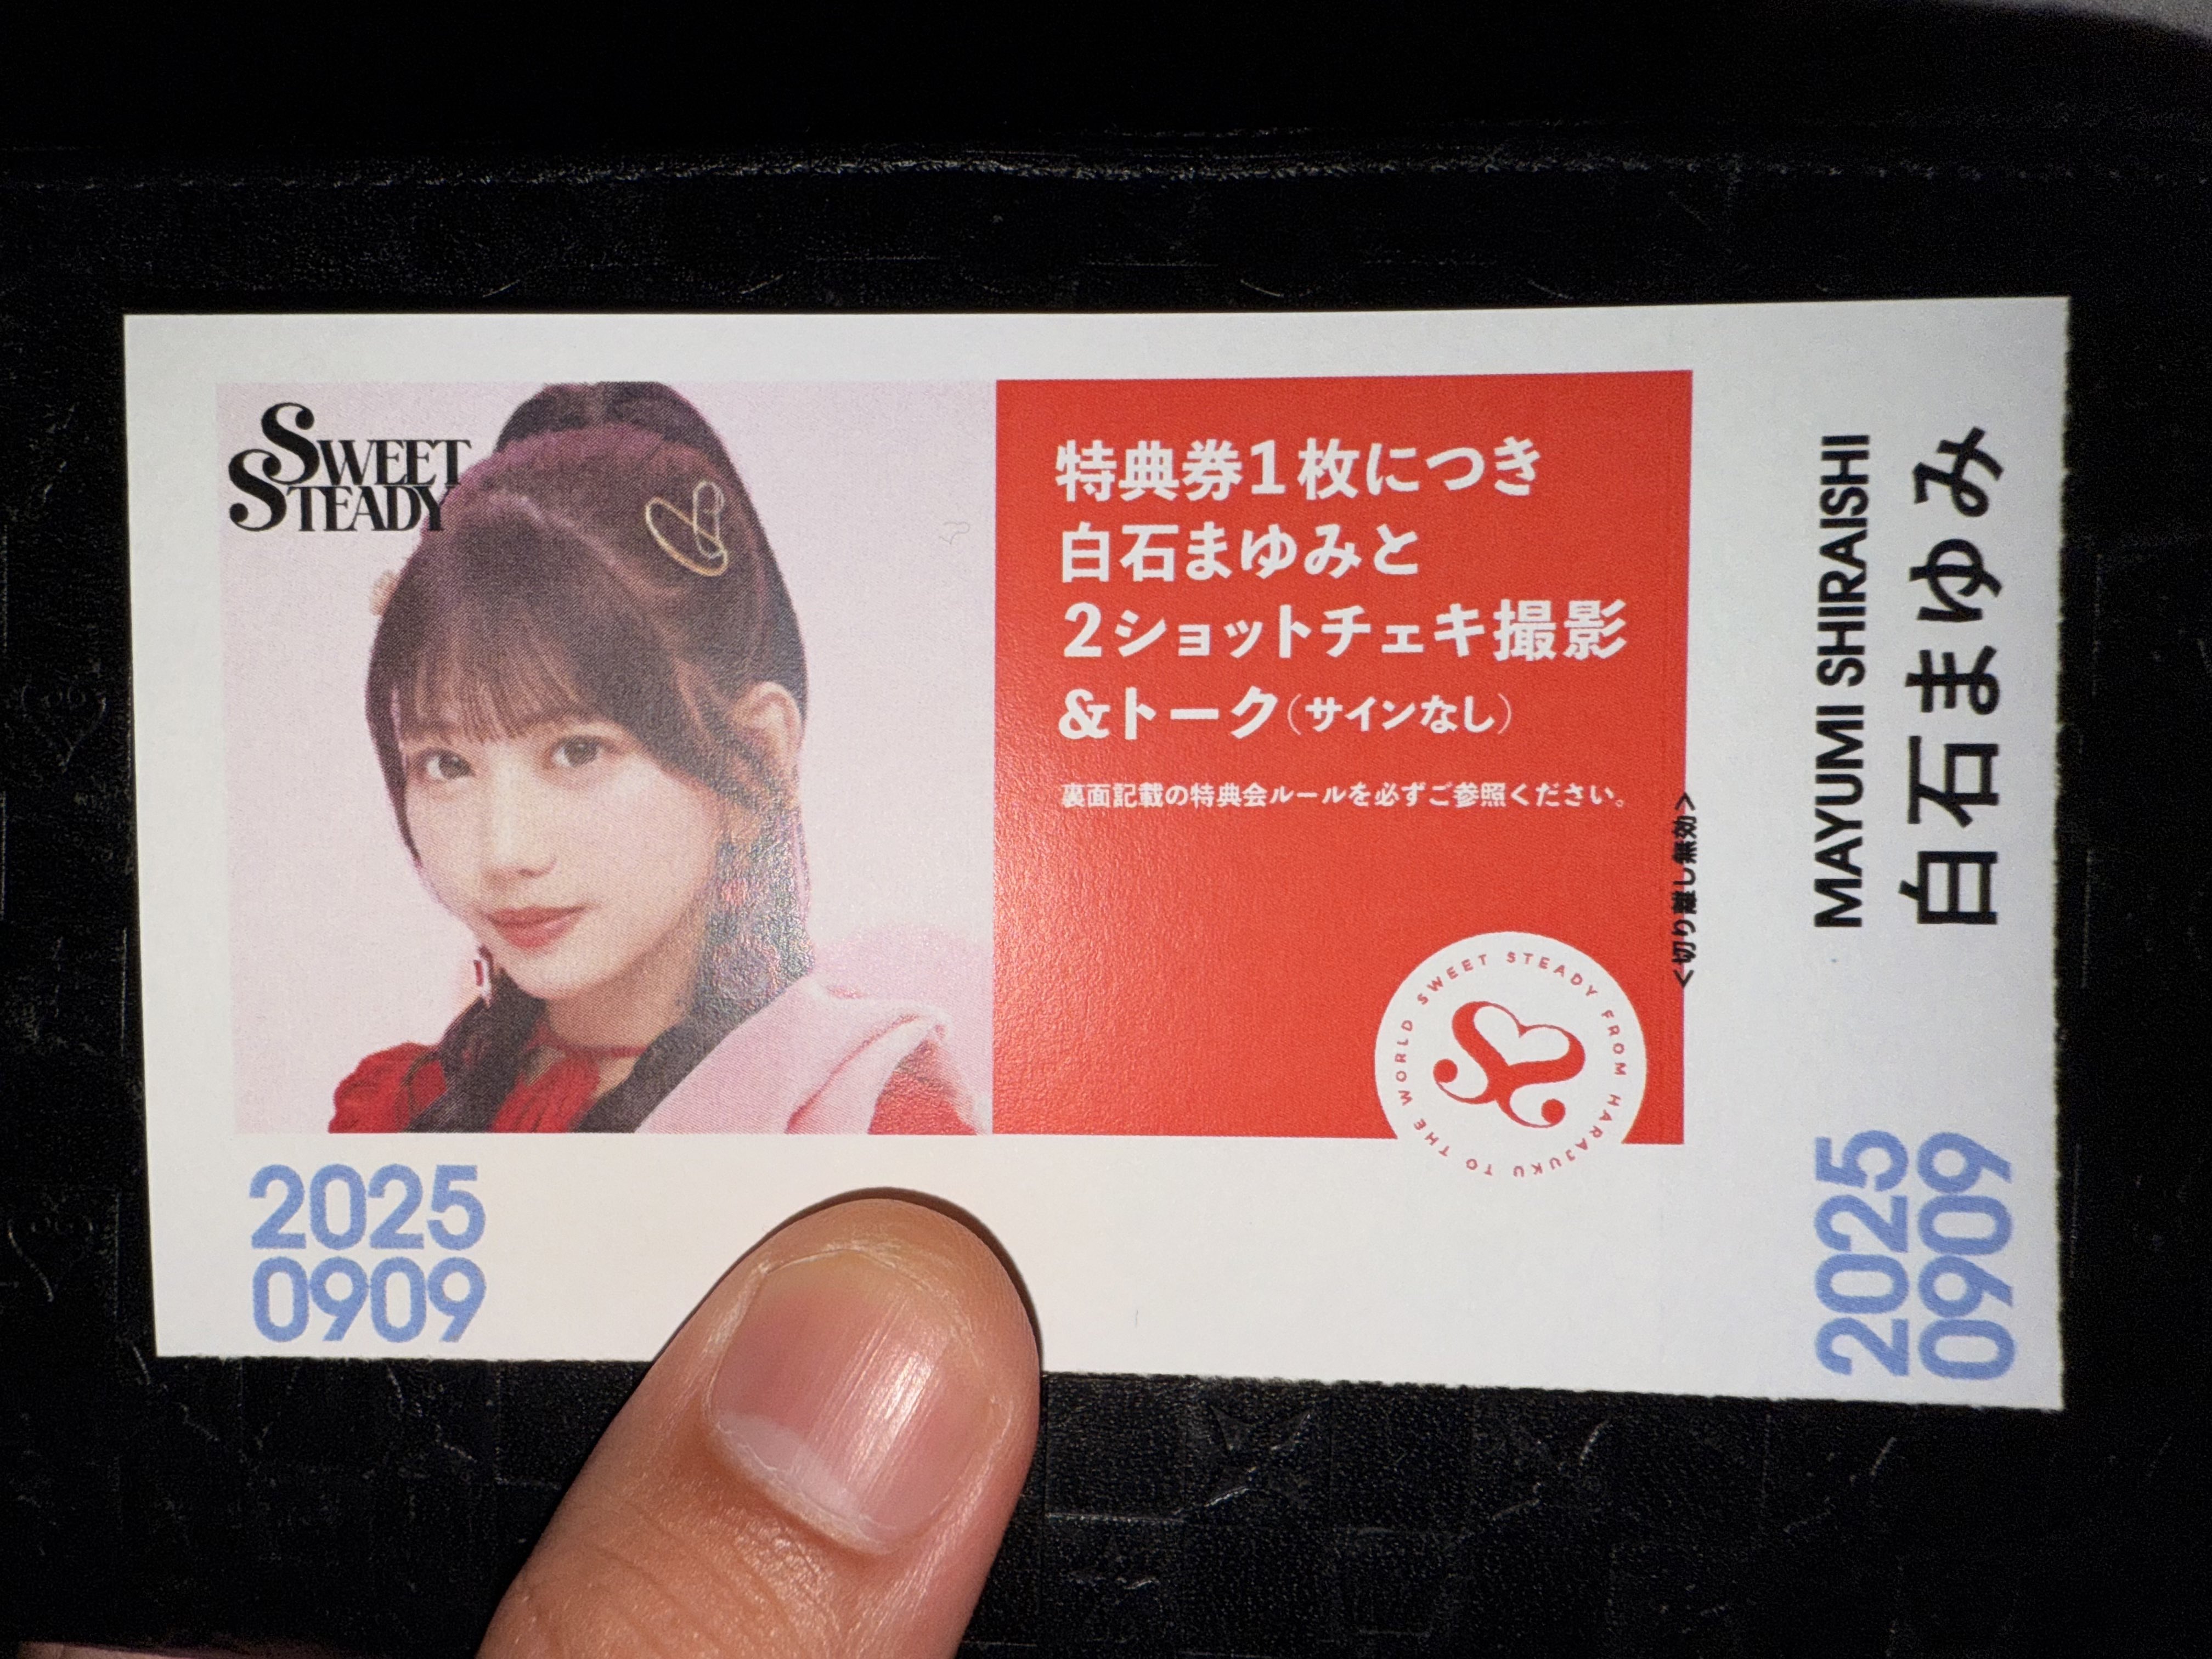 SWEET
STEADY
特典券1枚につき
白石まゆみと
2ショットチェキ撮影
&トーク(サインなし)
裏面記載の特典会ルールを必ずご参照ください。
SWEET STEADY FROM HARAJUKU TO THE WORLD
2025
0909
<切り離し無効>
MAYUMI SHIRAISHI
白石まゆみ
2025
0909